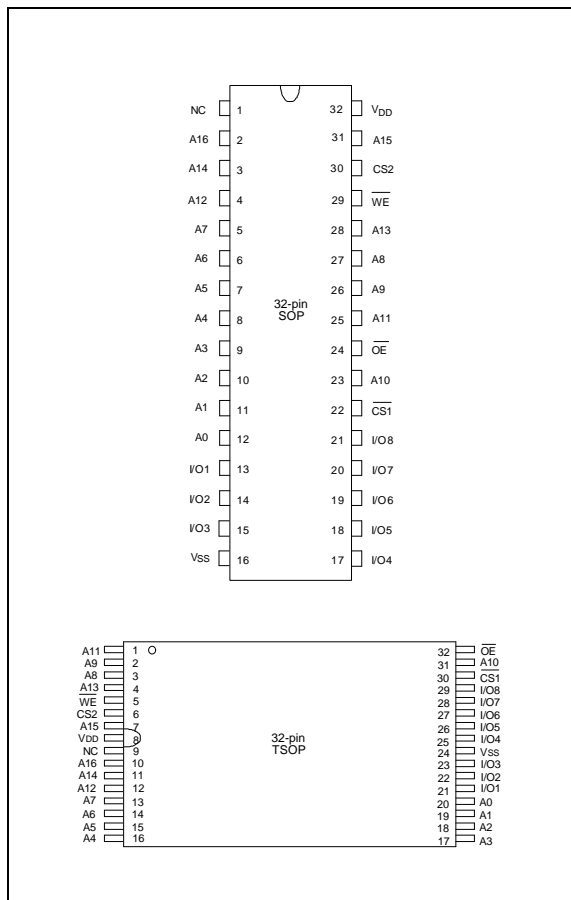 NC 1 32 VDD
A16 2 31 A15
A14 3 30 CS2
A12 4 29 W̅E̅
A7 5 28 A13
A6 6 27 A8
A5 7 26 A9
32-pin
SOP
A4 8 25 A11
A3 9 24 O̅E̅
A2 10 23 A10
A1 11 22 C̅S̅1̅
A0 12 21 I/O8
I/O1 13 20 I/O7
I/O2 14 19 I/O6
I/O3 15 18 I/O5
VSS 16 17 I/O4
A11 1 32 O̅E̅
A9 2 31 A10
A8 3 30 C̅S̅1̅
A13 4 29 I/O8
W̅E̅ 5 28 I/O7
CS2 6 27 I/O6
A15 7 26 I/O5
VDD 8 25 I/O4
32-pin
TSOP
NC 9 24 VSS
A16 10 23 I/O3
A14 11 22 I/O2
A12 12 21 I/O1
A7 13 20 A0
A6 14 19 A1
A5 15 18 A2
A4 16 17 A3